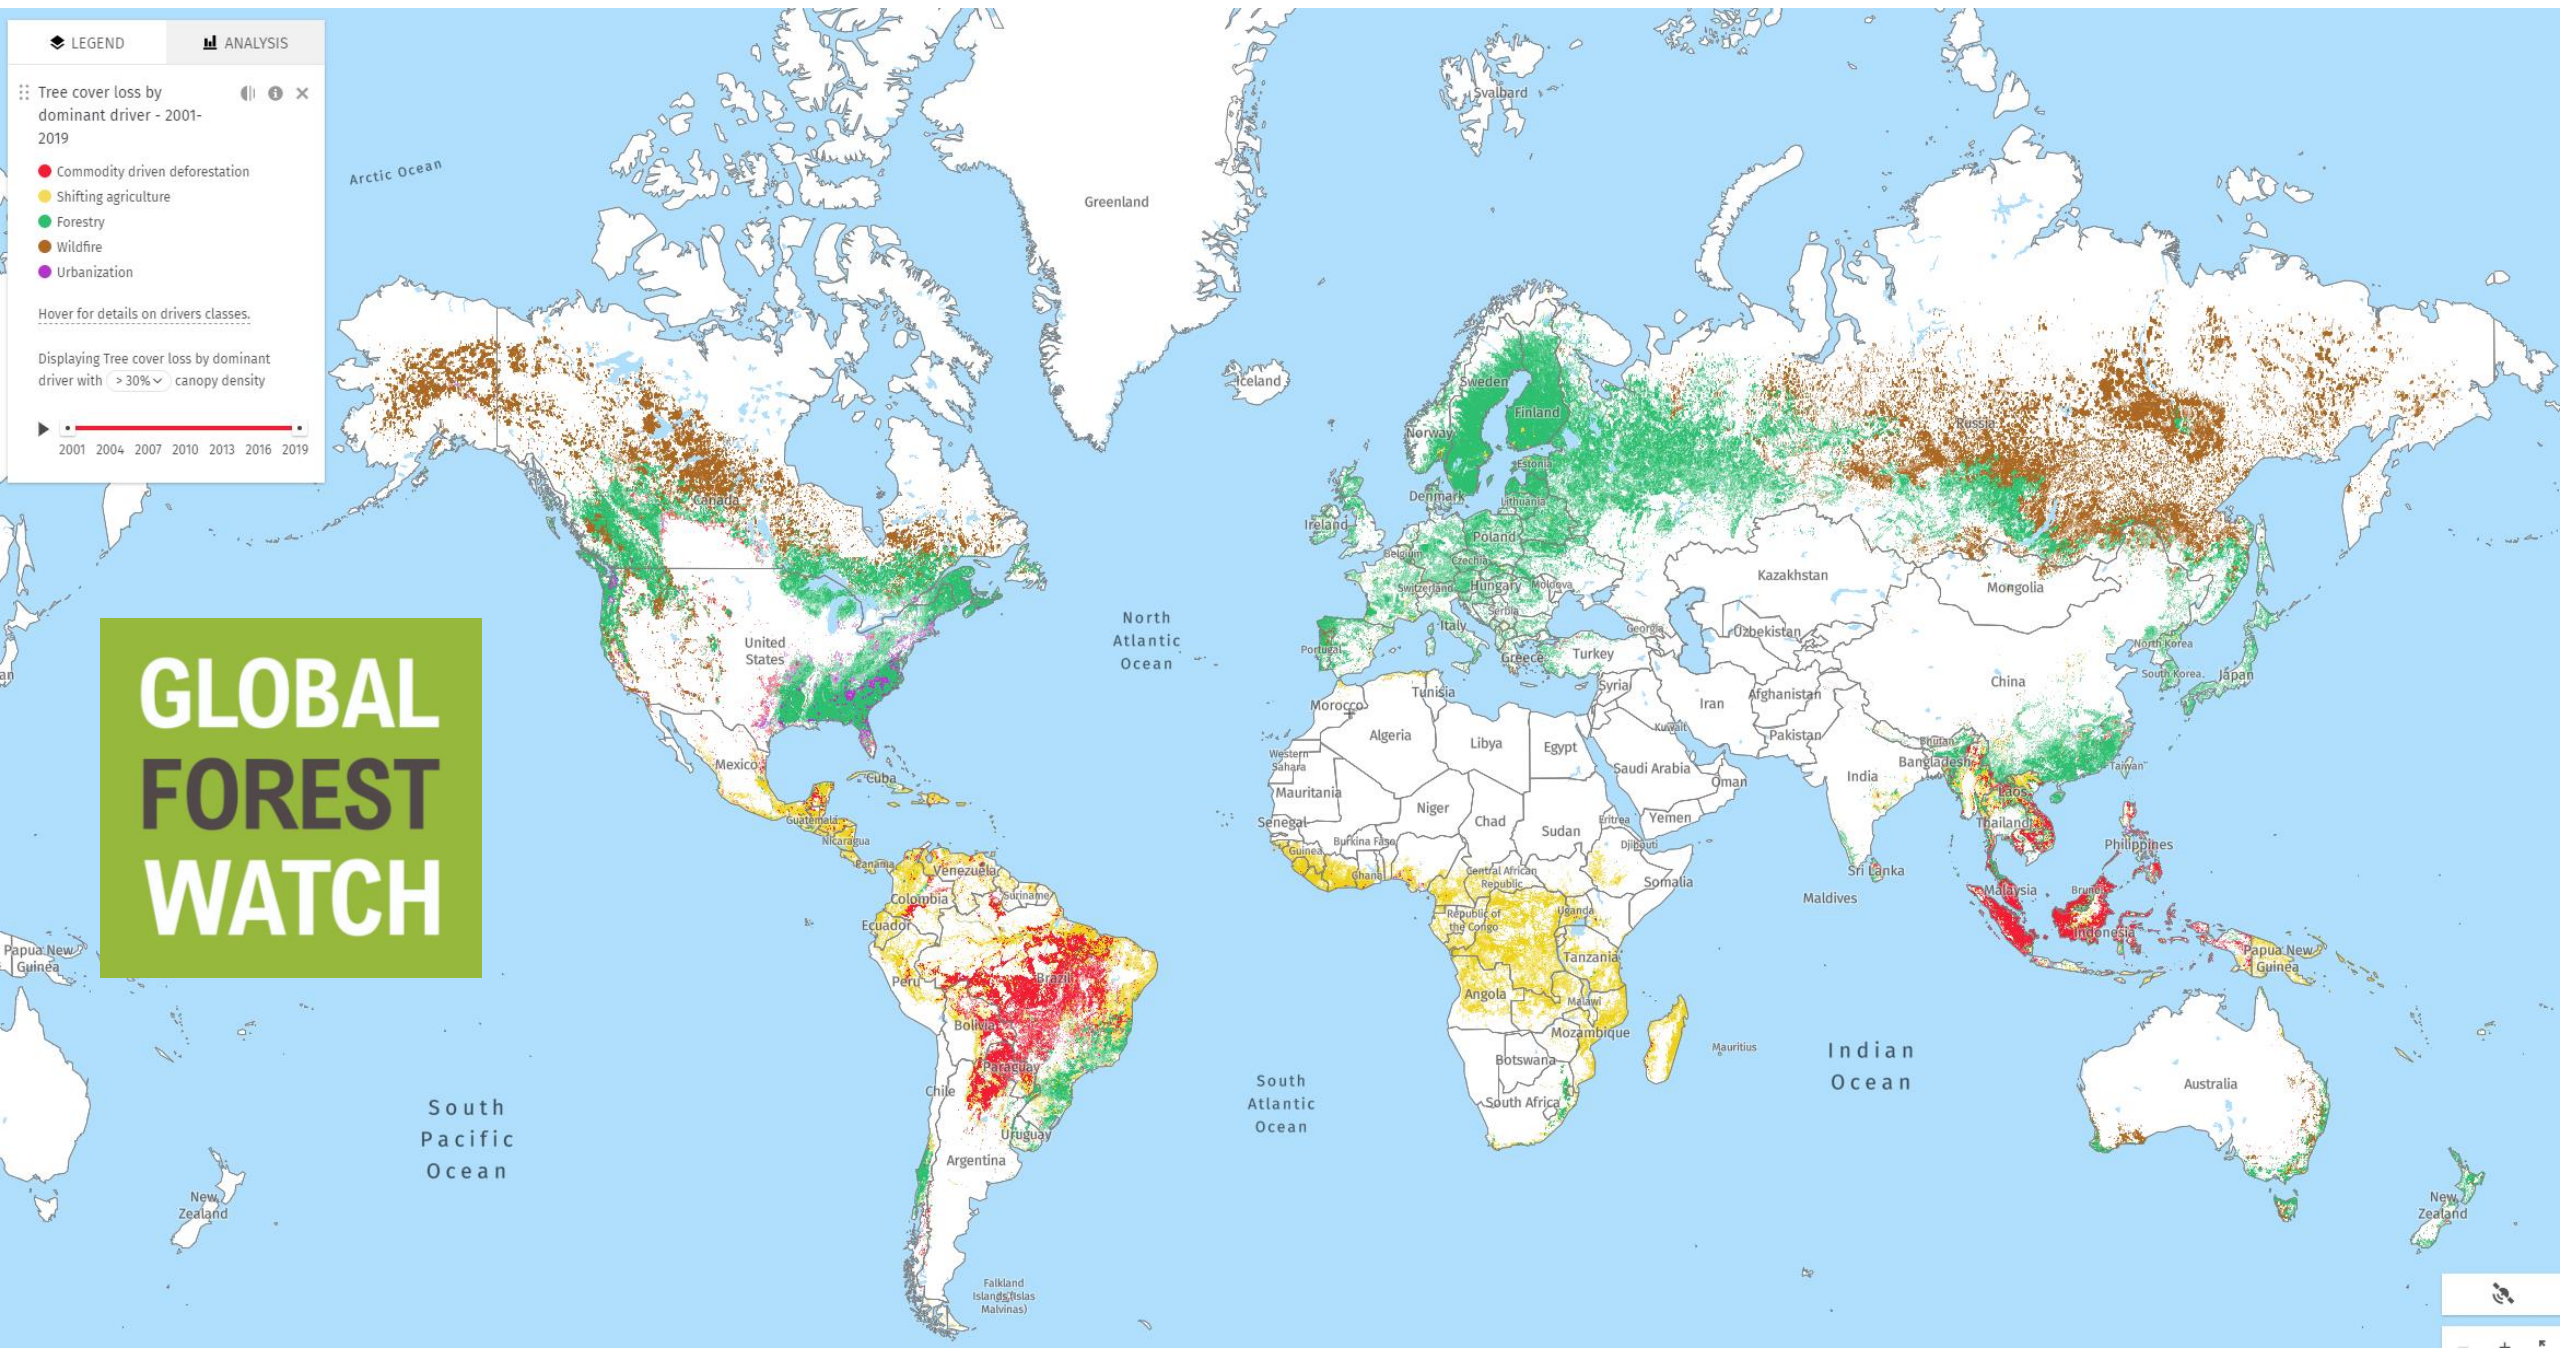 LEGEND
ANALYSIS
Tree cover loss by
dominant driver - 2001-
2019
Commodity driven deforestation
Shifting agriculture
Forestry
Wildfire
Urbanization
Hover for details on drivers classes.
Displaying Tree cover loss by dominant
driver with > 30% canopy density
2001 2004 2007 2010 2013 2016 2019
GLOBAL
FOREST
WATCH
Arctic Ocean
Greenland
Svalbard
Iceland
Sweden
Finland
Norway
Russia
Estonia
Denmark
Lithuania
Ireland
Canada
Poland
Belgium
Czechia
Switzerland
Hungary
Moldova
Serbia
Italy
Portugal
Greece
Turkey
Georgia
Kazakhstan
Uzbekistan
Mongolia
North Korea
South Korea
Japan
China
United
States
North
Atlantic
Ocean
Tunisia
Morocco
Algeria
Libya
Egypt
Syria
Iran
Afghanistan
Kuwait
Pakistan
Western
Sahara
Saudi Arabia
Oman
Bhutan
Bangladesh
India
Taiwan
Mexico
Cuba
Guatemala
Nicaragua
Panama
Mauritania
Niger
Chad
Sudan
Eritrea
Yemen
Senegal
Burkina Faso
Djibouti
Guinea
Ghana
Central African
Republic
Somalia
Laos
Thailand
Philippines
Sri Lanka
Maldives
Malaysia
Brunei
Indonesia
Venezuela
Colombia
Suriname
Ecuador
Republic of
the Congo
Uganda
Tanzania
Papua New
Guinea
Papua New
Guinea
Peru
Brazil
Bolivia
Angola
Malawi
Mozambique
Mauritius
Botswana
Paraguay
Chile
South Africa
Indian
Ocean
Australia
South
Pacific
Ocean
South
Atlantic
Ocean
Uruguay
Argentina
New
Zealand
New
Zealand
Falkland
Islands (Islas
Malvinas)